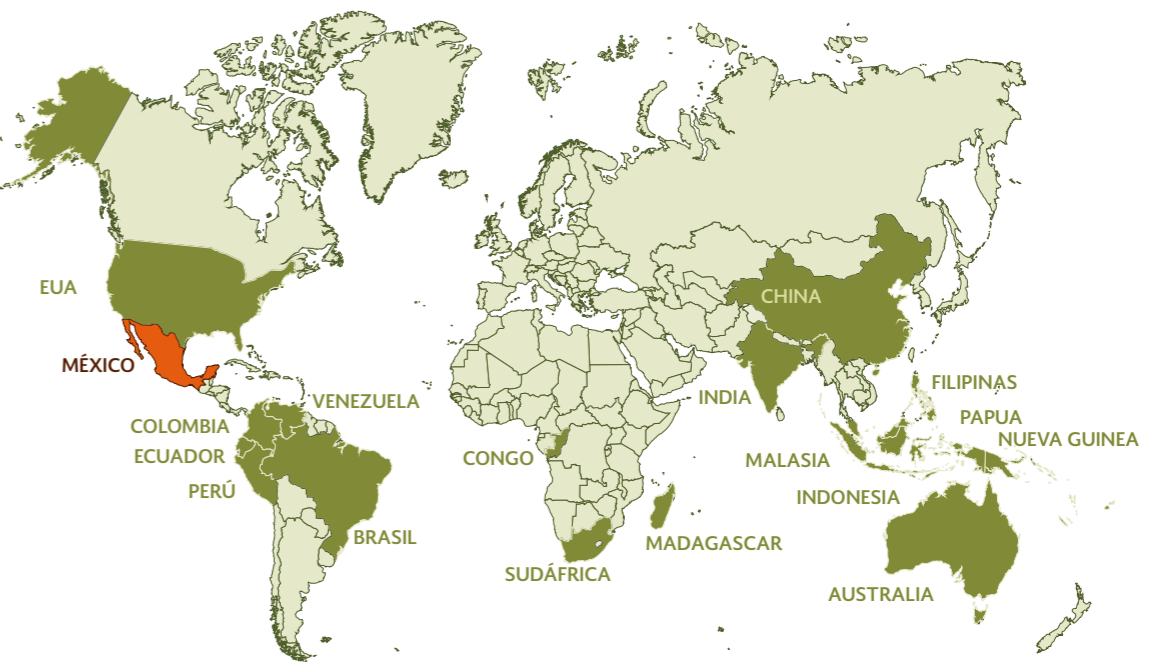 EUA
MÉXICO
VENEZUELA
COLOMBIA
ECUADOR
PERÚ
BRASIL
CONGO
SUDÁFRICA
MADAGASCAR
CHINA
INDIA
FILIPINAS
PAPUA
NUEVA GUINEA
MALASIA
INDONESIA
AUSTRALIA